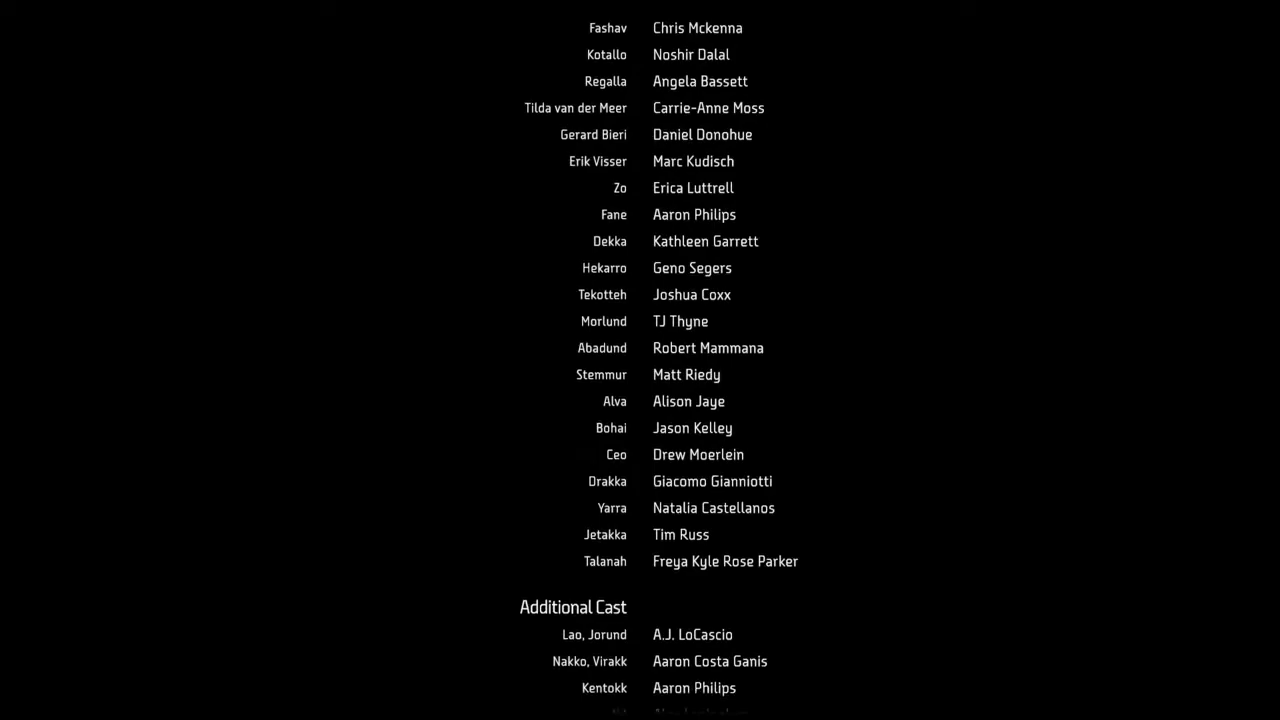 Fashav Chris Mckenna
Kotallo Noshir Dalal
Regalla Angela Bassett
Tilda van der Meer Carrie-Anne Moss
Gerard Bieri Daniel Donohue
Erik Visser Marc Kudisch
Zo Erica Luttrell
Fane Aaron Philips
Dekka Kathleen Garrett
Hekarro Geno Segers
Tekotteh Joshua Coxx
Morlund TJ Thyne
Abadund Robert Mammana
Stemmur Matt Riedy
Alva Alison Jaye
Bohai Jason Kelley
Ceo Drew Moerlein
Drakka Giacomo Gianniotti
Yarra Natalia Castellanos
Jetakka Tim Russ
Talanah Freya Kyle Rose Parker
Additional Cast
Lao, Jorund A.J. LoCascio
Nakko, Virakk Aaron Costa Ganis
Kentokk Aaron Philips